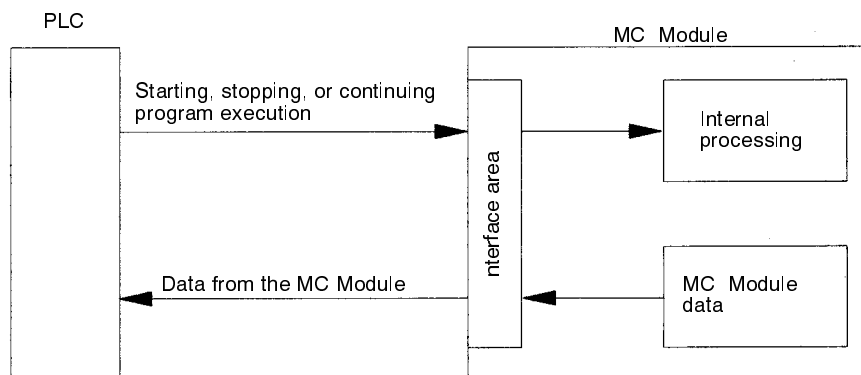 PLC
MC Module
Starting, stopping, or continuing
program execution
Internal
processing
nterface area
Data from the MC Module
MC Module
data